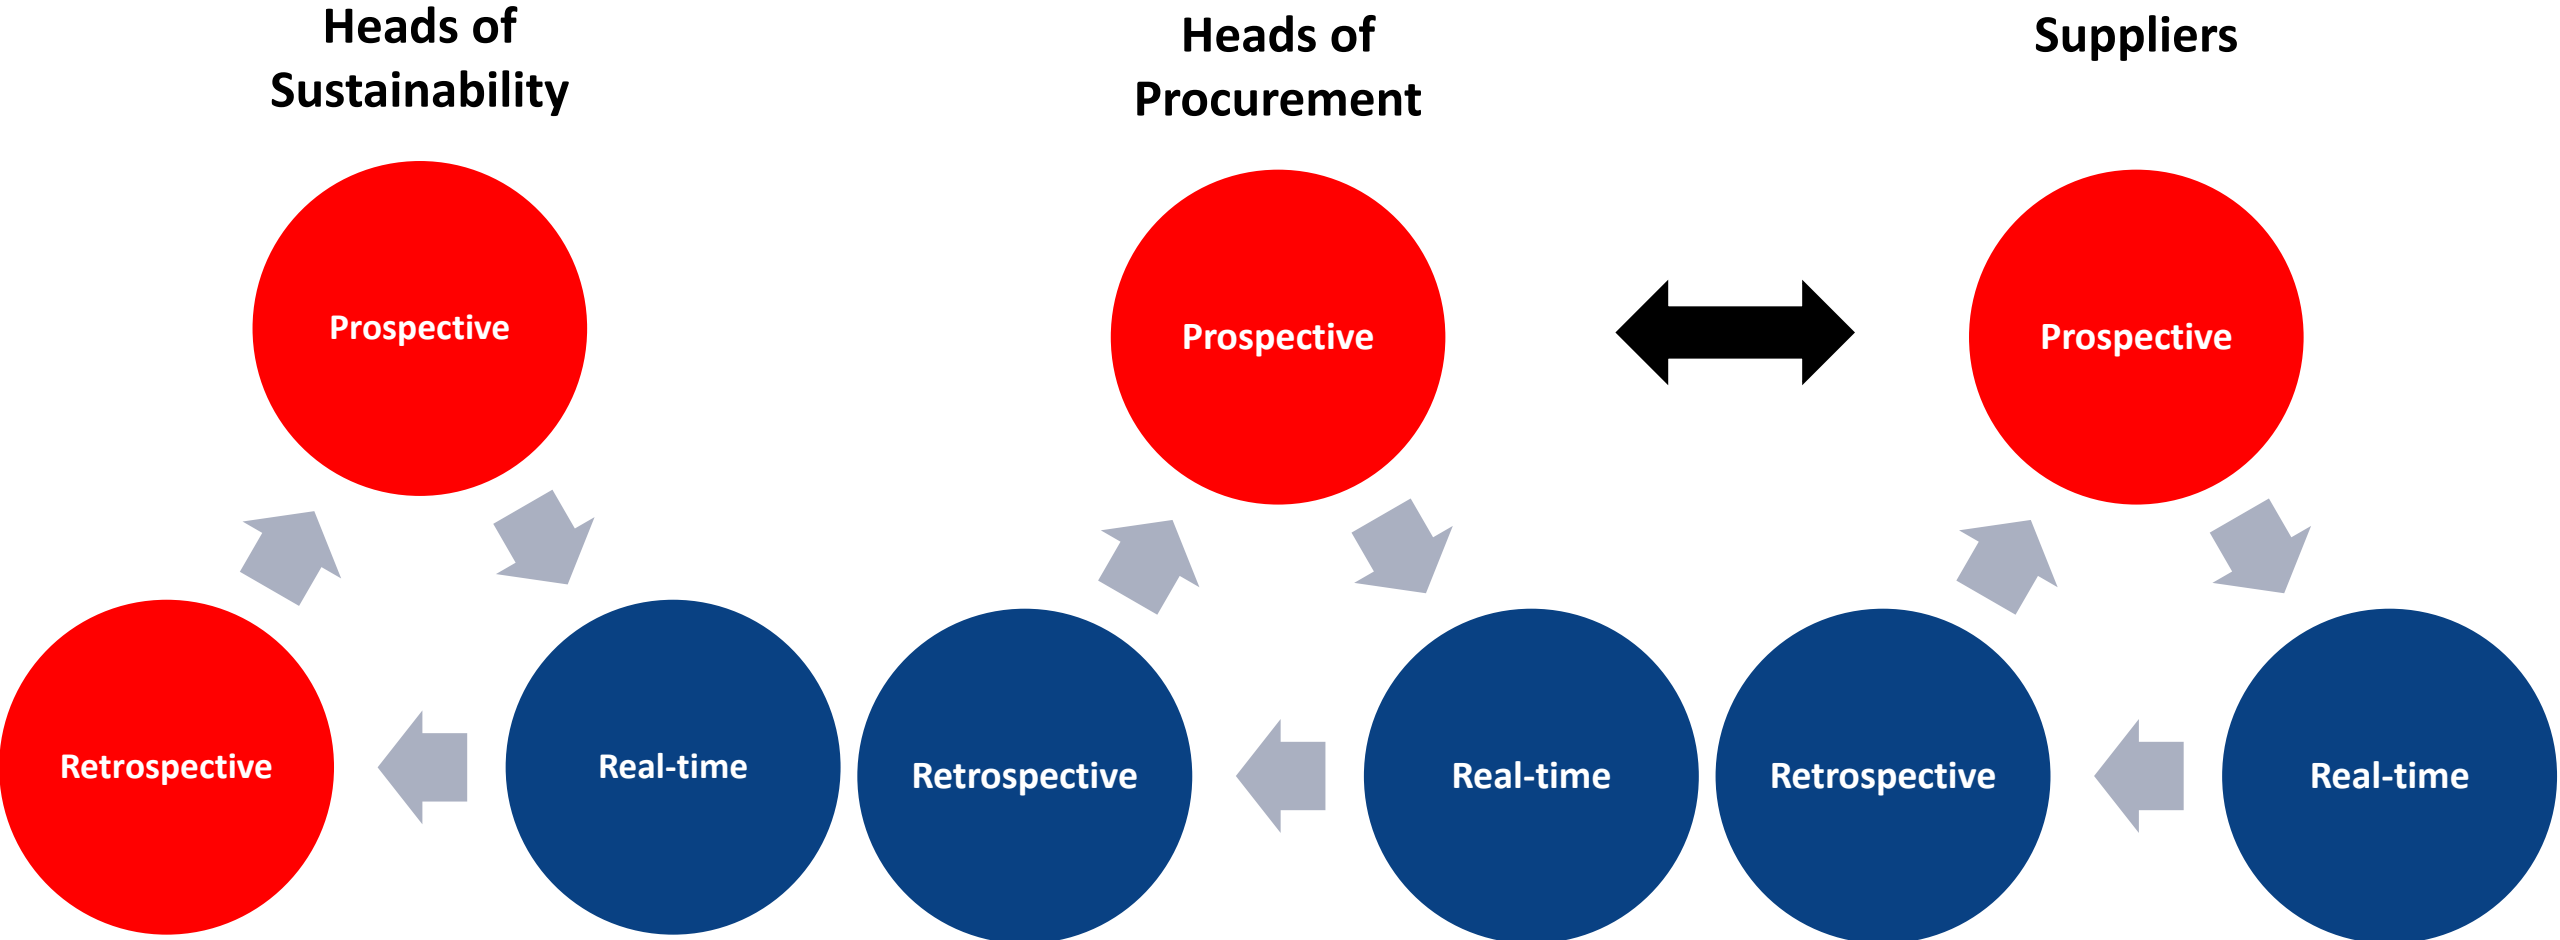 Heads of
Sustainability
Heads of
Procurement
Suppliers
Prospective
Prospective
Prospective
Retrospective
Real-time
Retrospective
Real-time
Retrospective
Real-time